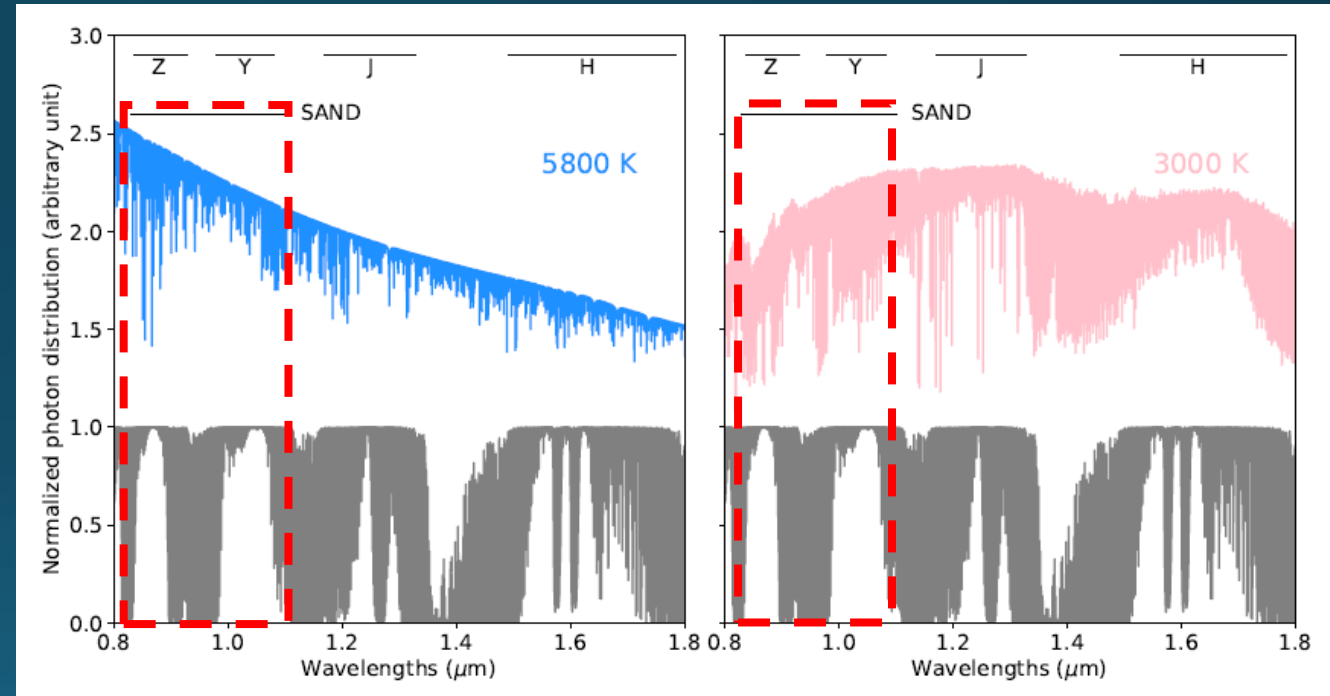 Normalized photon distribution (arbitrary unit)
3.0
2.5
2.0
1.5
1.0
0.5
0.0
Z Y J H
SAND
5800 K
0.8 1.0 1.2 1.4 1.6 1.8
Wavelengths (μm)
Z Y J H
SAND
3000 K
0.8 1.0 1.2 1.4 1.6 1.8
Wavelengths (μm)